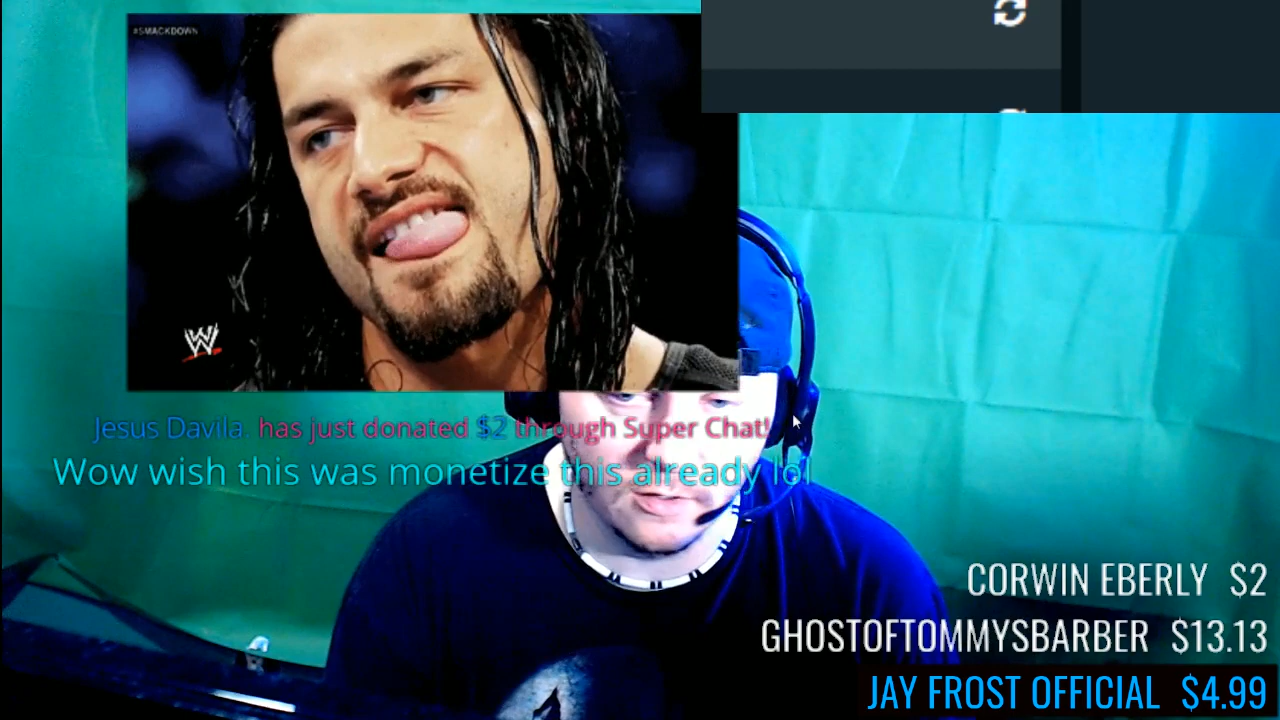 #SMACKDOWN
W
Jesus Davila. has just donated $2 through Super Chat!
Wow wish this was monetize this already lol
CORWIN EBERLY $2
GHOSTOFTOMMYSBARBER $13.13
JAY FROST OFFICIAL $4.99